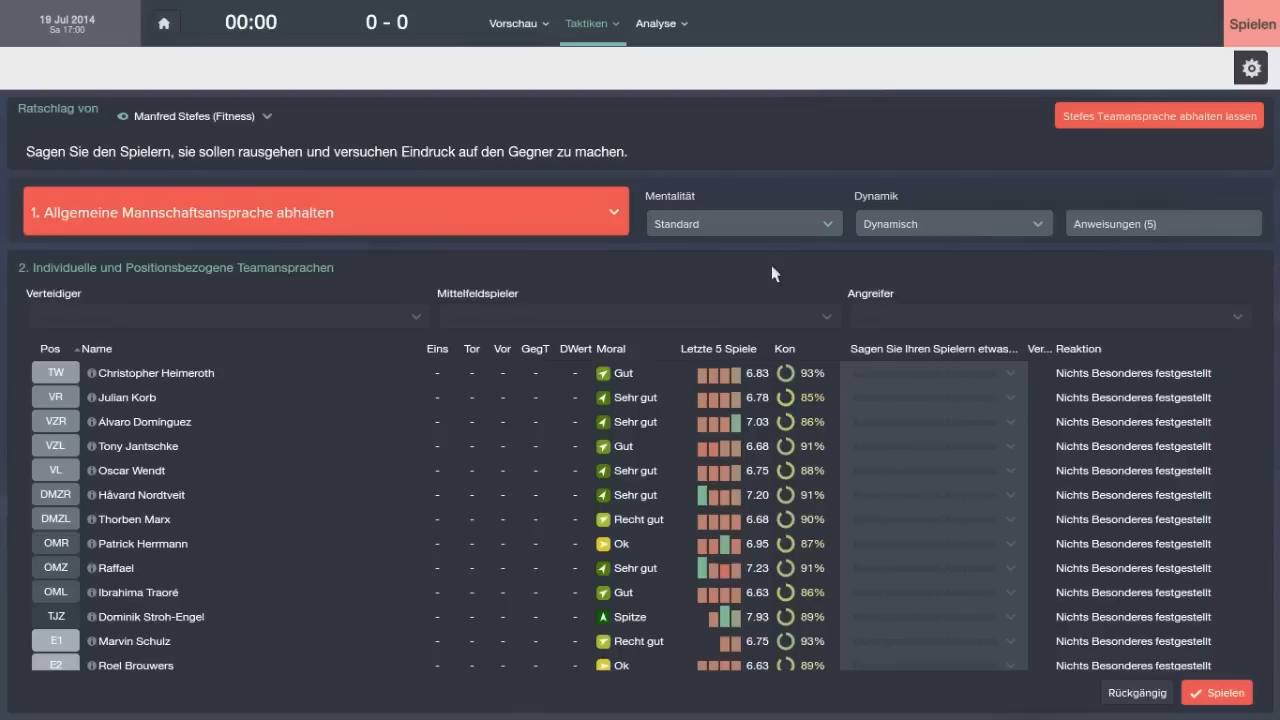 19 Jul 2014
Sa 17:00
00:00
0 - 0
Vorschau
Taktiken
Analyse
Spielen
Ratschlag von
Manfred Stefes (Fitness)
Stefes Teamansprache abhalten lassen
Sagen Sie den Spielern, sie sollen rausgehen und versuchen Eindruck auf den Gegner zu machen.
1. Allgemeine Mannschaftsansprache abhalten
Mentalität
Standard
Dynamik
Dynamisch
Anweisungen (5)
2. Individuelle und Positionsbezogene Teamansprachen
Verteidiger
Mittelfeldspieler
Angreifer
Pos Name Eins Tor Vor GegT DWert Moral Letzte 5 Spiele Kon Sagen Sie Ihren Spielern etwas... Ver... Reaktion
TW Christopher Heimeroth - - - - - Gut 6.83 93% Nichts Besonderes festgestellt
VR Julian Korb - - - - - Sehr gut 6.78 85% Nichts Besonderes festgestellt
VZR Álvaro Domínguez - - - - - Sehr gut 7.03 86% Nichts Besonderes festgestellt
VZL Tony Jantschke - - - - - Gut 6.68 91% Nichts Besonderes festgestellt
VL Oscar Wendt - - - - - Sehr gut 6.75 88% Nichts Besonderes festgestellt
DMZR Håvard Nordtveit - - - - - Sehr gut 7.20 91% Nichts Besonderes festgestellt
DMZL Thorben Marx - - - - - Recht gut 6.68 90% Nichts Besonderes festgestellt
OMR Patrick Herrmann - - - - - Ok 6.95 87% Nichts Besonderes festgestellt
OMZ Raffael - - - - - Sehr gut 7.23 91% Nichts Besonderes festgestellt
OML Ibrahima Traoré - - - - - Gut 6.63 86% Nichts Besonderes festgestellt
TJZ Dominik Stroh-Engel - - - - - Spitze 7.93 89% Nichts Besonderes festgestellt
E1 Marvin Schulz - - - - - Recht gut 6.75 93% Nichts Besonderes festgestellt
E2 Roel Brouwers - - - - - Ok 6.63 89% Nichts Besonderes festgestellt
Rückgängig
Spielen